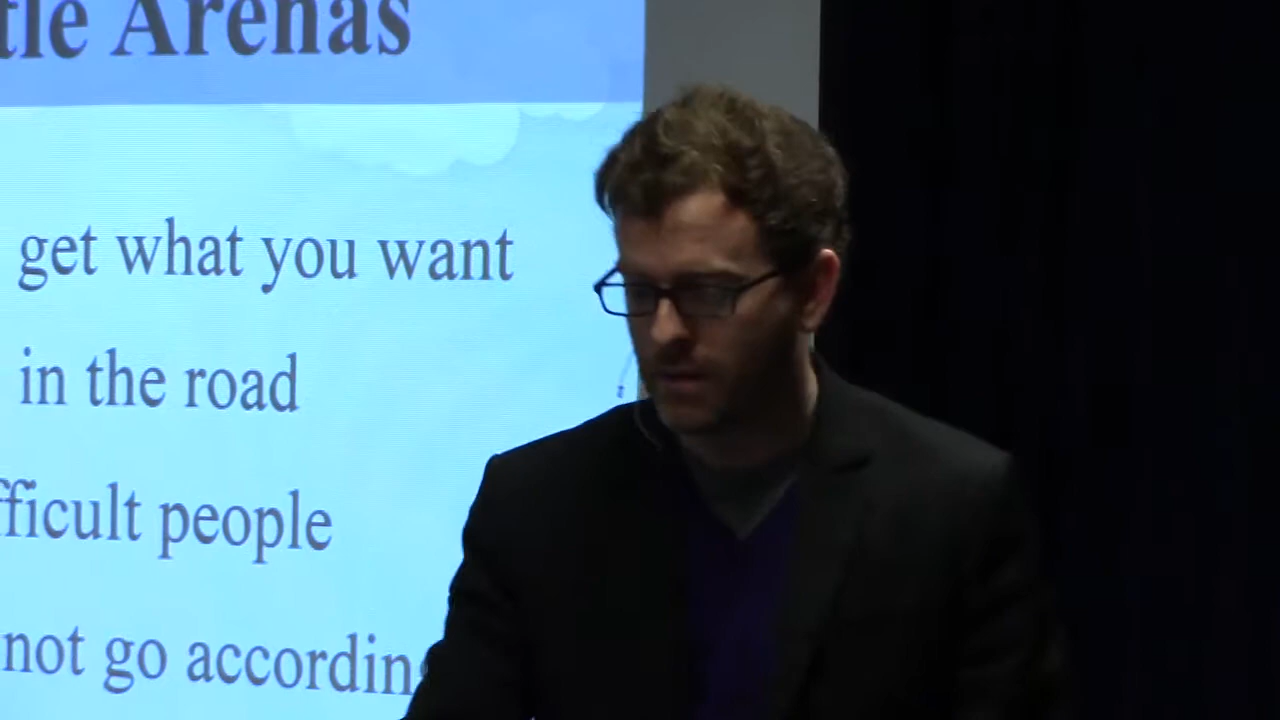 tle Arenas
get what you want
in the road
fficult people
not go accordin